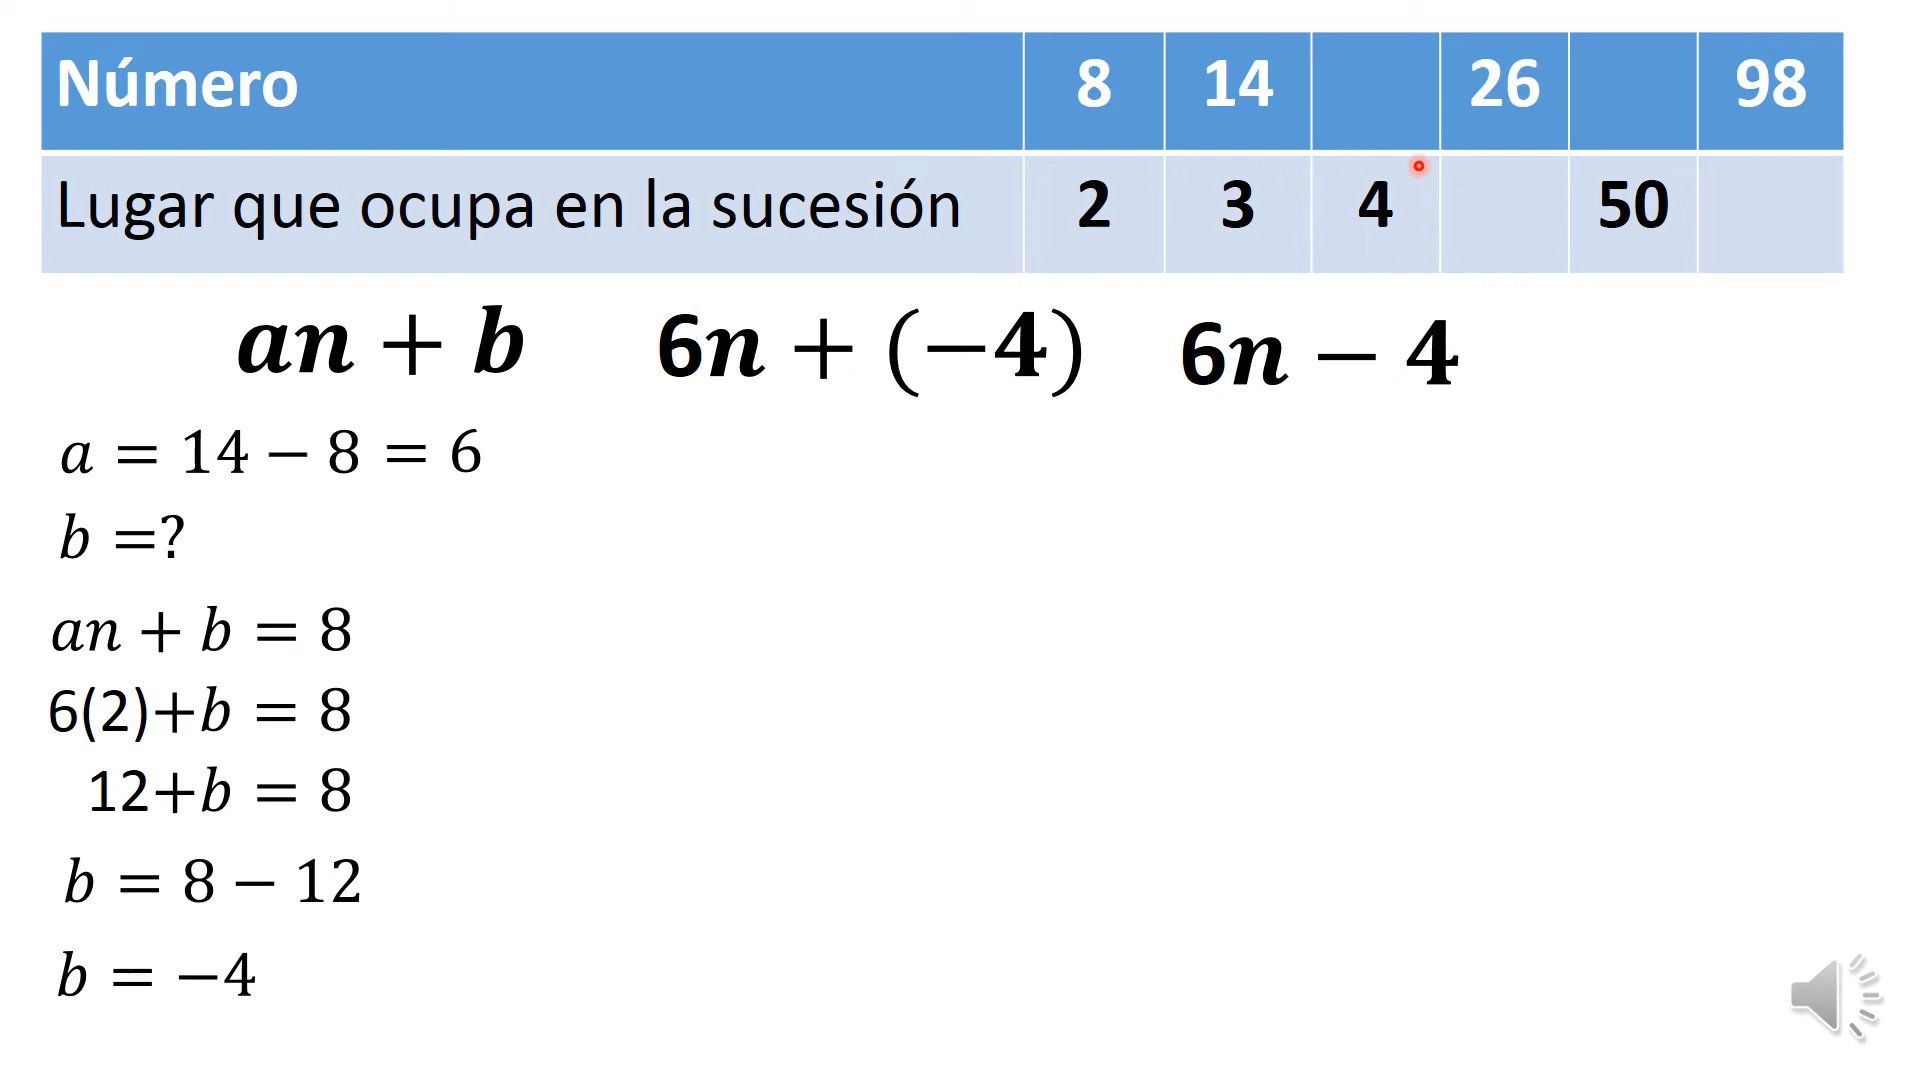 Número 8 14 26 98
Lugar que ocupa en la sucesión 2 3 4 50
an + b 6n + (−4) 6n − 4
a = 14 − 8 = 6
b =?
an + b = 8
6(2)+b = 8
12+b = 8
b = 8 − 12
b = −4